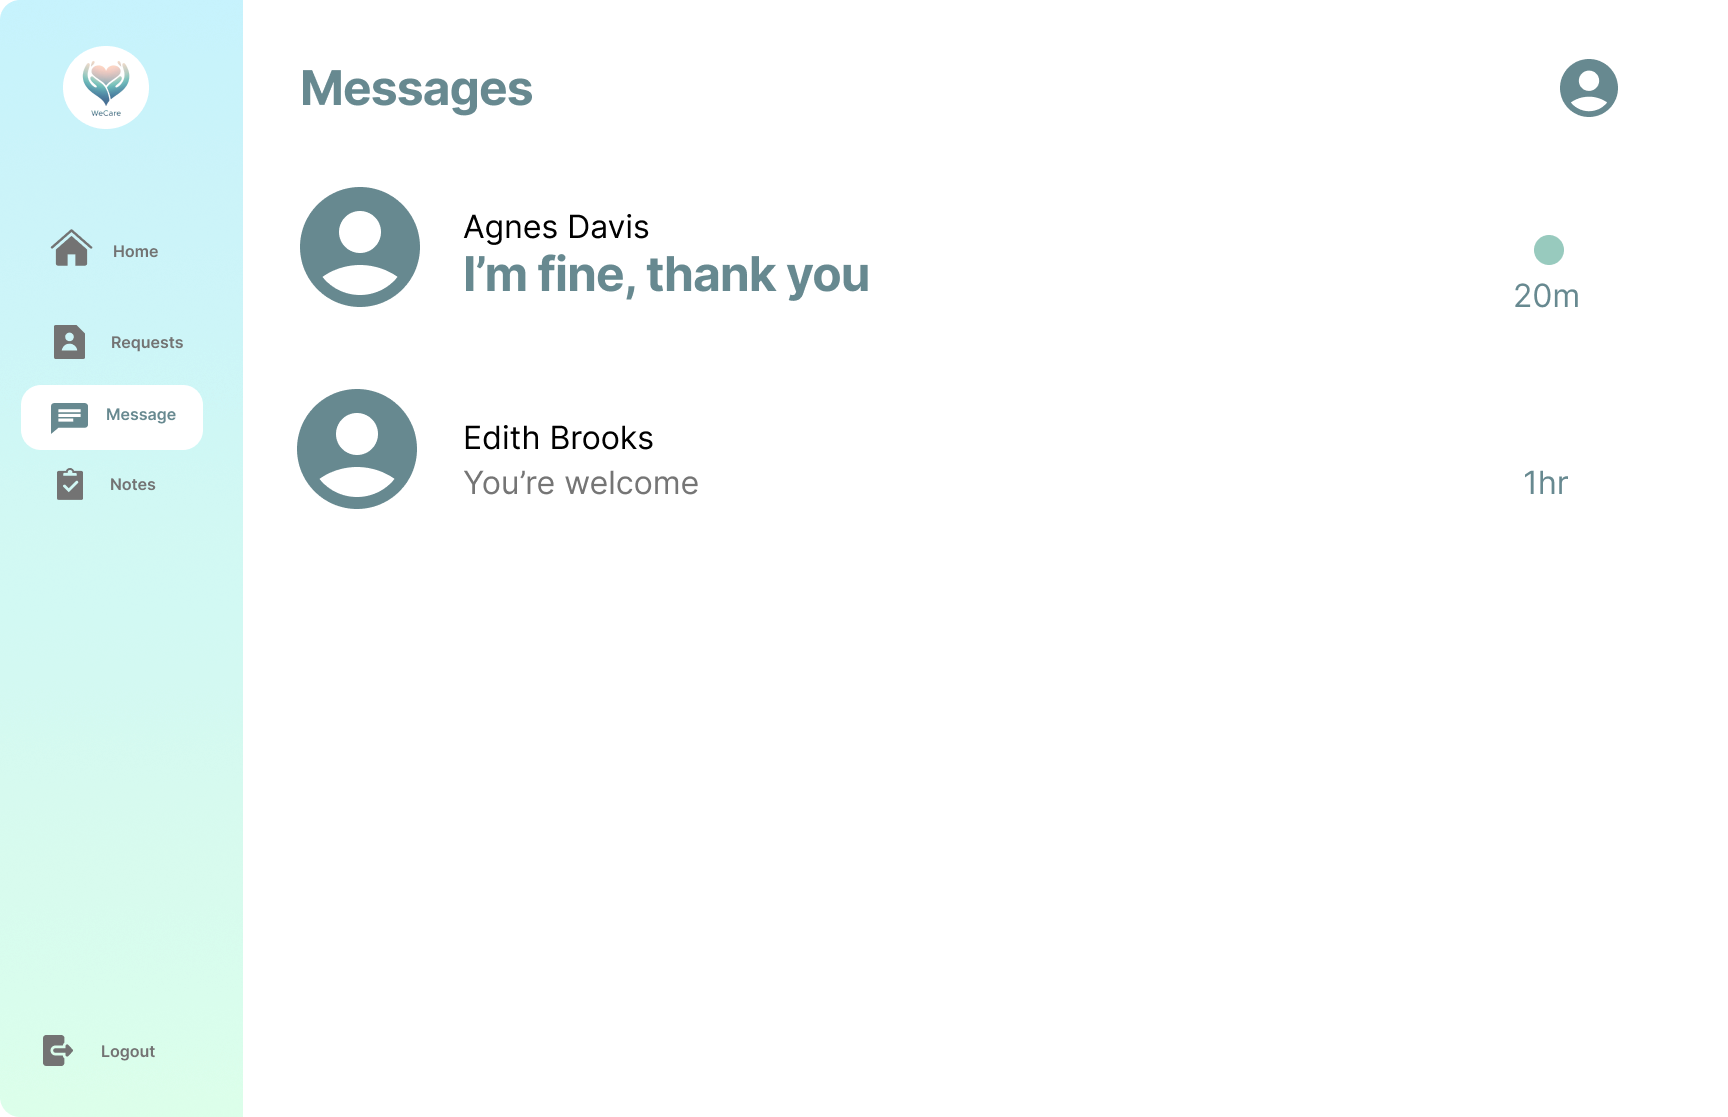 WeCare
Home
Requests
Message
Notes
Logout
Messages
Agnes Davis
I’m fine, thank you
20m
Edith Brooks
You’re welcome
1hr